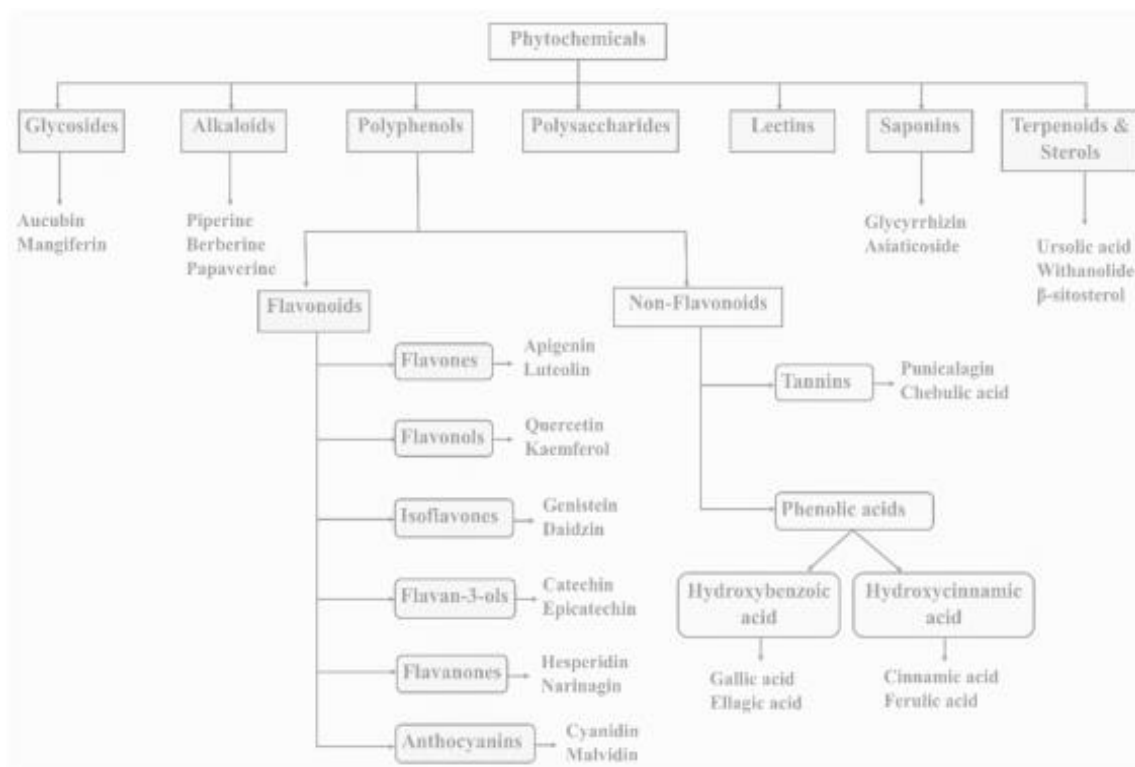 Phytochemicals
Glycosides
Alkaloids
Polyphenols
Polysaccharides
Lectins
Saponins
Terpenoids &
Sterols
Aucubin
Mangiferin
Piperine
Berberine
Papaverine
Glycyrrhizin
Asiaticoside
Ursolic acid
Withanolide
β-sitosterol
Flavonoids
Non-Flavonoids
Flavones
Apigenin
Luteolin
Flavonols
Quercetin
Kaemferol
Isoflavones
Genistein
Daidzin
Flavan-3-ols
Catechin
Epicatechin
Flavanones
Hesperidin
Narinagin
Anthocyanins
Cyanidin
Malvidin
Tannins
Punicalagin
Chebulic acid
Phenolic acids
Hydroxybenzoic
acid
Hydroxycinnamic
acid
Gallic acid
Ellagic acid
Cinnamic acid
Ferulic acid